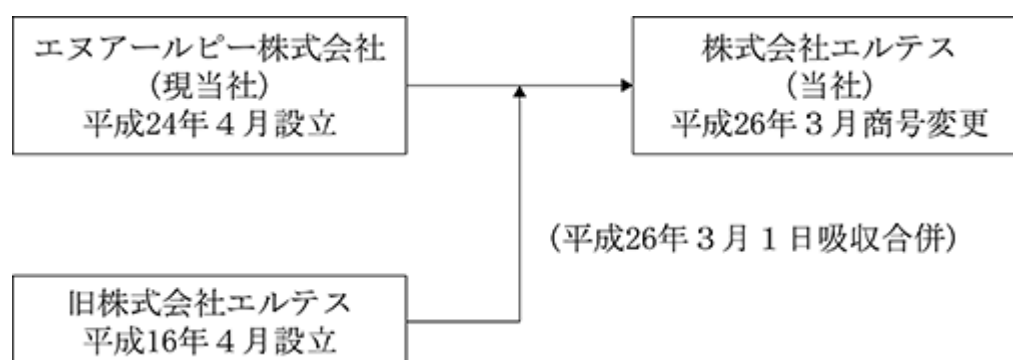 エヌアールピー株式会社
(現当社)
平成24年４月設立
株式会社エルテス
(当社)
平成26年３月商号変更
(平成26年３月１日吸収合併)
旧株式会社エルテス
平成16年４月設立